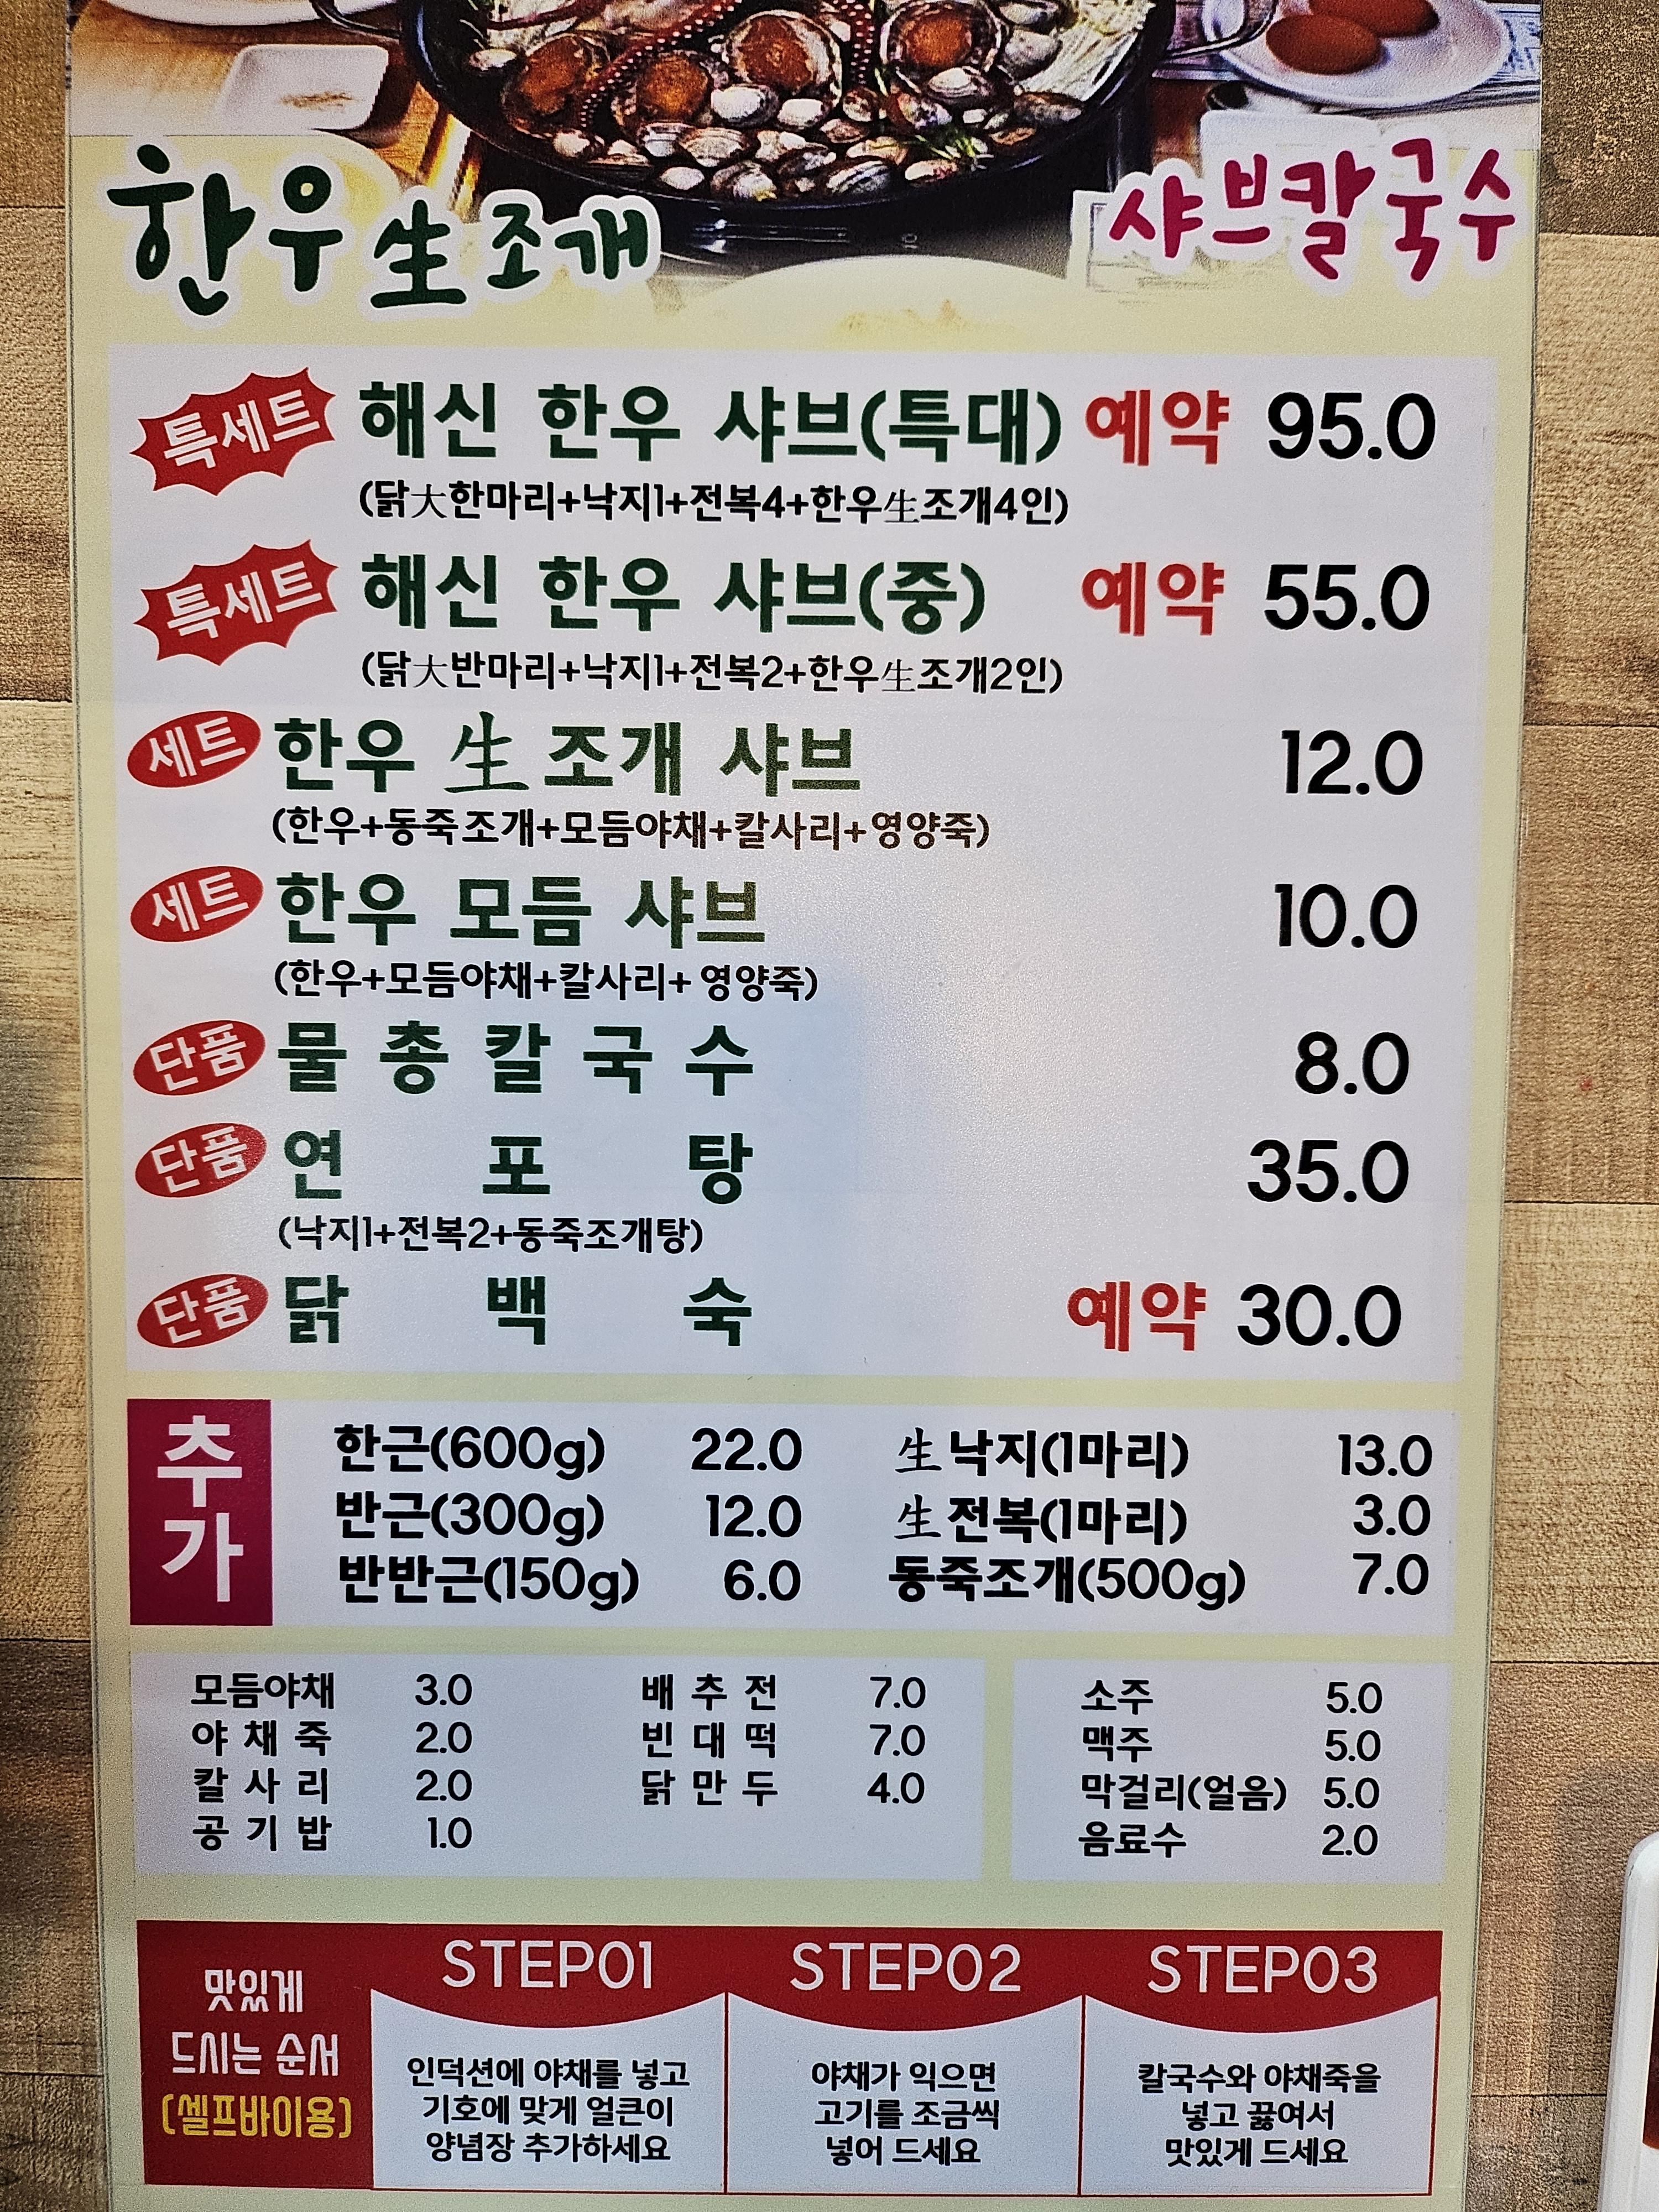 한우生조개 샤브칼국수
특세트 해신 한우 샤브(특대) 예약 95.0
(닭大한마리+낙지1+전복4+한우生조개4인)
특세트 해신 한우 샤브(중) 예약 55.0
(닭大반마리+낙지1+전복2+한우生조개2인)
세트 한우 生 조개 샤브 12.0
(한우+동죽조개+모듬야채+칼사리+영양죽)
세트 한우 모듬 샤브 10.0
(한우+모듬야채+칼사리+ 영양죽)
단품 물 총 칼 국 수 8.0
단품 연 포 탕 35.0
(낙지1+전복2+동죽조개탕)
단품 닭 백 숙 예약 30.0
추가
한근(600g) 22.0 生낙지(1마리) 13.0
반근(300g) 12.0 生전복(1마리) 3.0
반반근(150g) 6.0 동죽조개(500g) 7.0
모듬야채 3.0
야 채 죽 2.0
칼 사 리 2.0
공 기 밥 1.0
배 추 전 7.0
빈 대 떡 7.0
닭 만 두 4.0
소주 5.0
맥주 5.0
막걸리(얼음) 5.0
음료수 2.0
맛있게
드시는 순서
(셀프바이용)
STEP01
인덕션에 야채를 넣고
기호에 맞게 얼큰이
양념장 추가하세요
STEP02
야채가 익으면
고기를 조금씩
넣어 드세요
STEP03
칼국수와 야채죽을
넣고 끓여서
맛있게 드세요